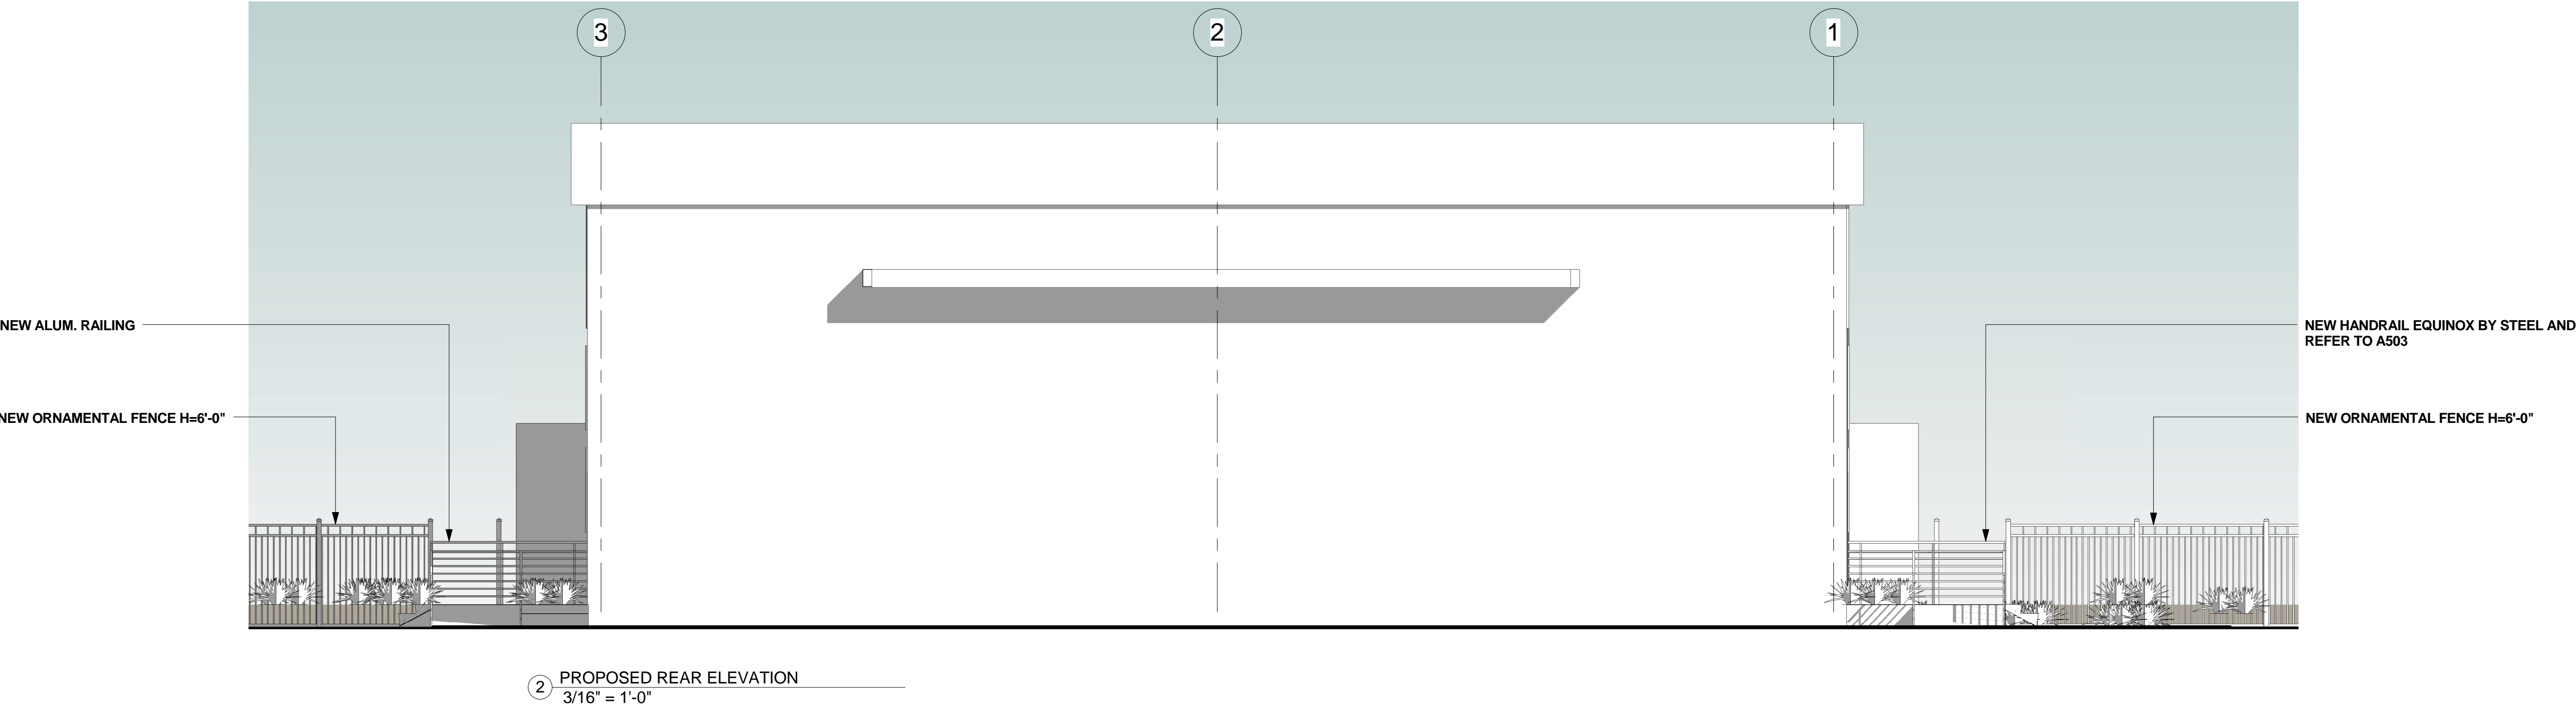 3
2
1
NEW ALUM. RAILING
NEW ORNAMENTAL FENCE H=6'-0"
NEW HANDRAIL EQUINOX BY STEEL AND
REFER TO A503
NEW ORNAMENTAL FENCE H=6'-0"
2
PROPOSED REAR ELEVATION
3/16" = 1'-0"